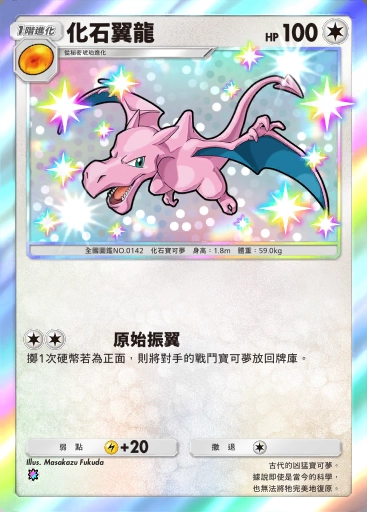 1階進化
化石翼龍
HP 100
從秘密琥珀進化
全國圖鑑NO.0142 化石寶可夢 身高：1.8m 體重：59.0kg
原始振翼
擲1次硬幣若為正面，則將對手的戰鬥寶可夢放回牌庫。
弱點 +20 撤退
Illus. Masakazu Fukuda
古代的凶猛寶可夢。
據說即使是當今的科學，
也無法將牠完美地復原。